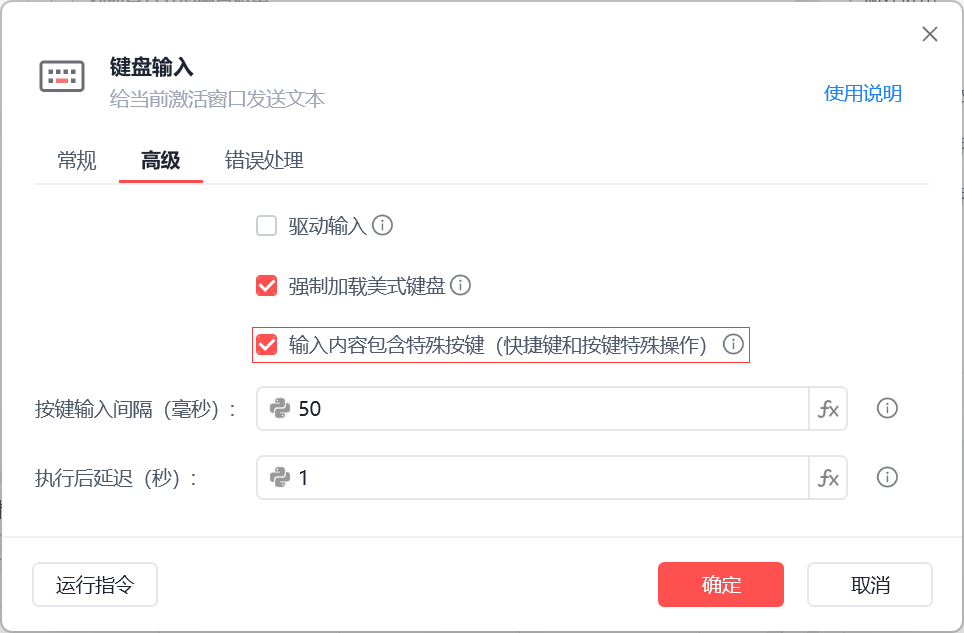 键盘输入
给当前激活窗口发送文本
使用说明
常规 高级 错误处理
驱动输入
强制加载美式键盘
输入内容包含特殊按键（快捷键和按键特殊操作）
按键输入间隔（毫秒）: 50 fx
执行后延迟（秒）: 1 fx
运行指令 确定 取消